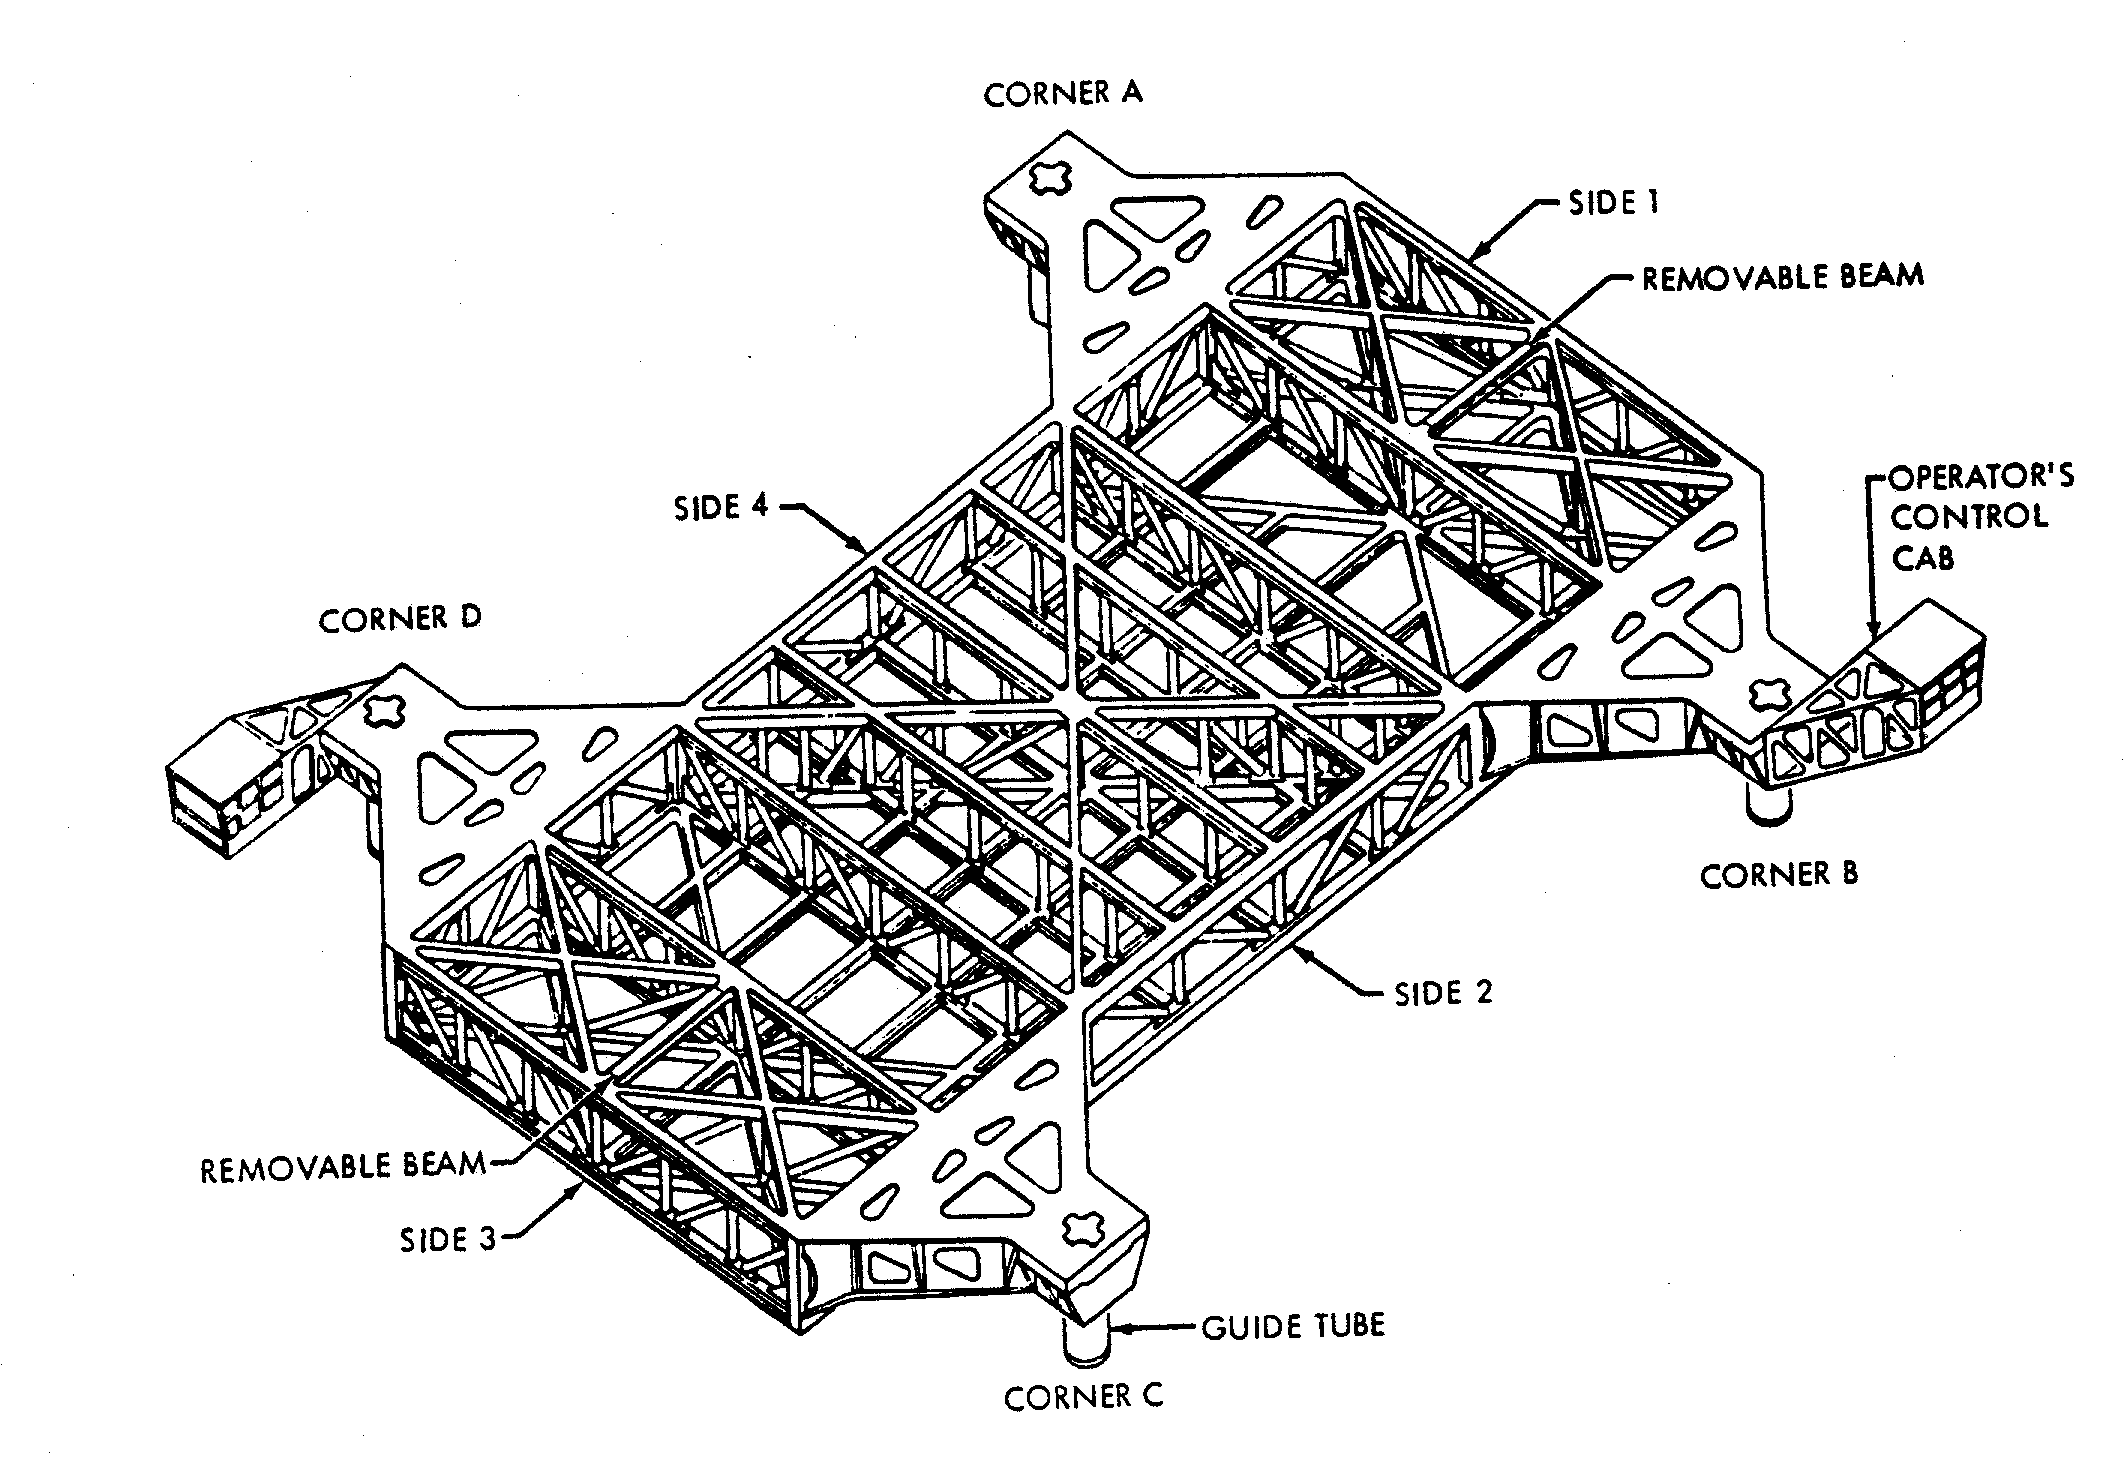 CORNER A
SIDE 1
REMOVABLE BEAM
OPERATOR'S
CONTROL
CAB
SIDE 4
CORNER D
CORNER B
SIDE 2
REMOVABLE BEAM
SIDE 3
GUIDE TUBE
CORNER C